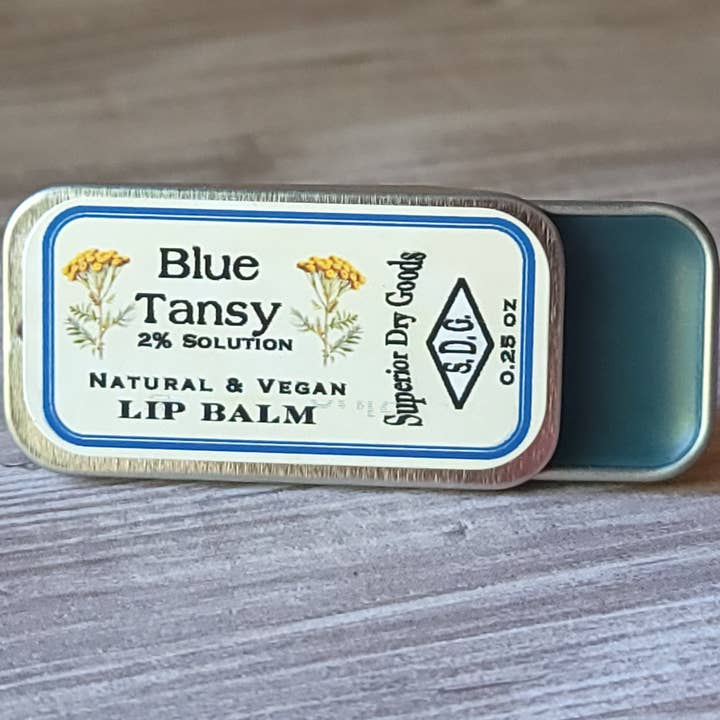 Blue
Tansy
2% Solution
Natural & Vegan
LIP BALM
Superior Dry Goods
S.D.G.
0.25 oz